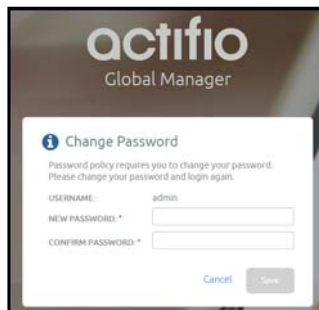 actifio
Global Manager
Change Password
Password policy requires you to change your password.
Please change your password and login again.
USERNAME: admin
NEW PASSWORD: *
CONFIRM PASSWORD: *
Cancel Save